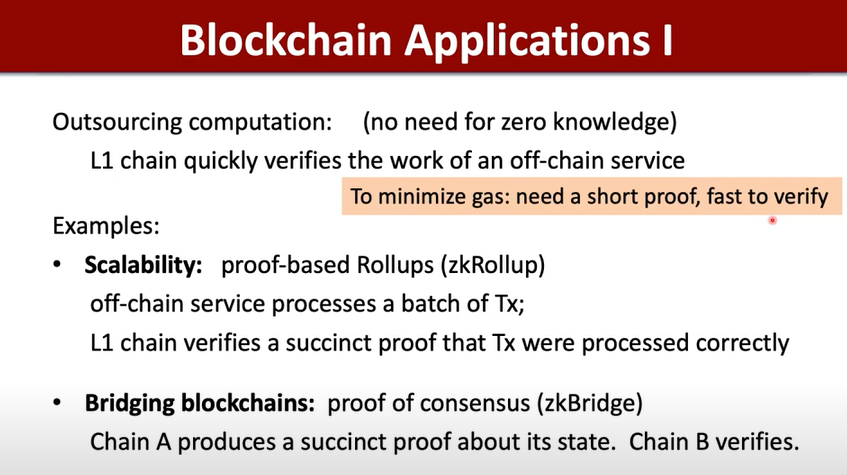 Blockchain Applications I
Outsourcing computation: (no need for zero knowledge)
L1 chain quickly verifies the work of an off-chain service
To minimize gas: need a short proof, fast to verify
Examples:
• Scalability: proof-based Rollups (zkRollup)
off-chain service processes a batch of Tx;
L1 chain verifies a succinct proof that Tx were processed correctly
• Bridging blockchains: proof of consensus (zkBridge)
Chain A produces a succinct proof about its state. Chain B verifies.